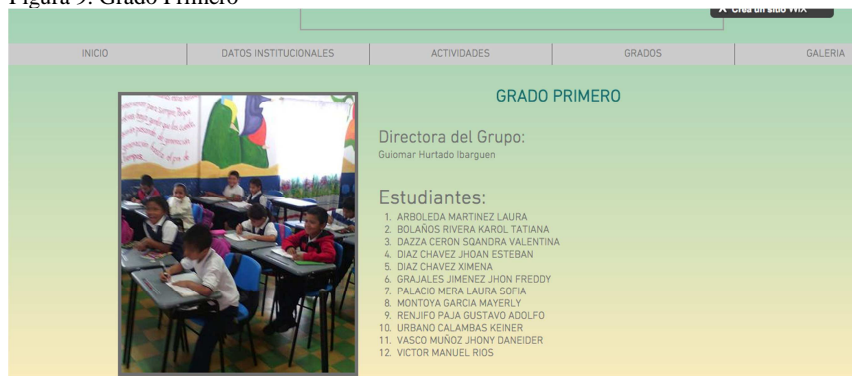 Figura 9. Grado Primero
Crea un sitio WiX
INICIO DATOS INSTITUCIONALES ACTIVIDADES GRADOS GALERIA
GRADO PRIMERO
Directora del Grupo:
Guiomar Hurtado Ibarguen
Estudiantes:
1. ARBOLEDA MARTINEZ LAURA
2. BOLAÑOS RIVERA KAROL TATIANA
3. DAZZA CERON SQANDRA VALENTINA
4. DIAZ CHAVEZ JHOAN ESTEBAN
5. DIAZ CHAVEZ XIMENA
6. GRAJALES JIMENEZ JHON FREDDY
7. PALACIO MERA LAURA SOFIA
8. MONTOYA GARCIA MAYERLY
9. RENJIFO PAJA GUSTAVO ADOLFO
10. URBANO CALAMBAS KEINER
11. VASCO MUÑOZ JHONY DANEIDER
12. VICTOR MANUEL RIOS